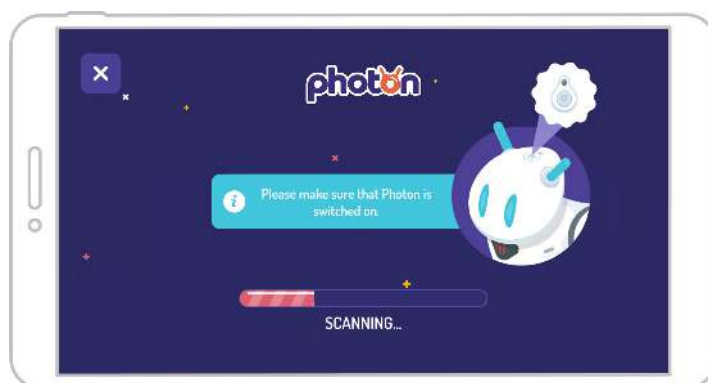 photon
Please make sure that Photon is
switched on.
SCANNING...